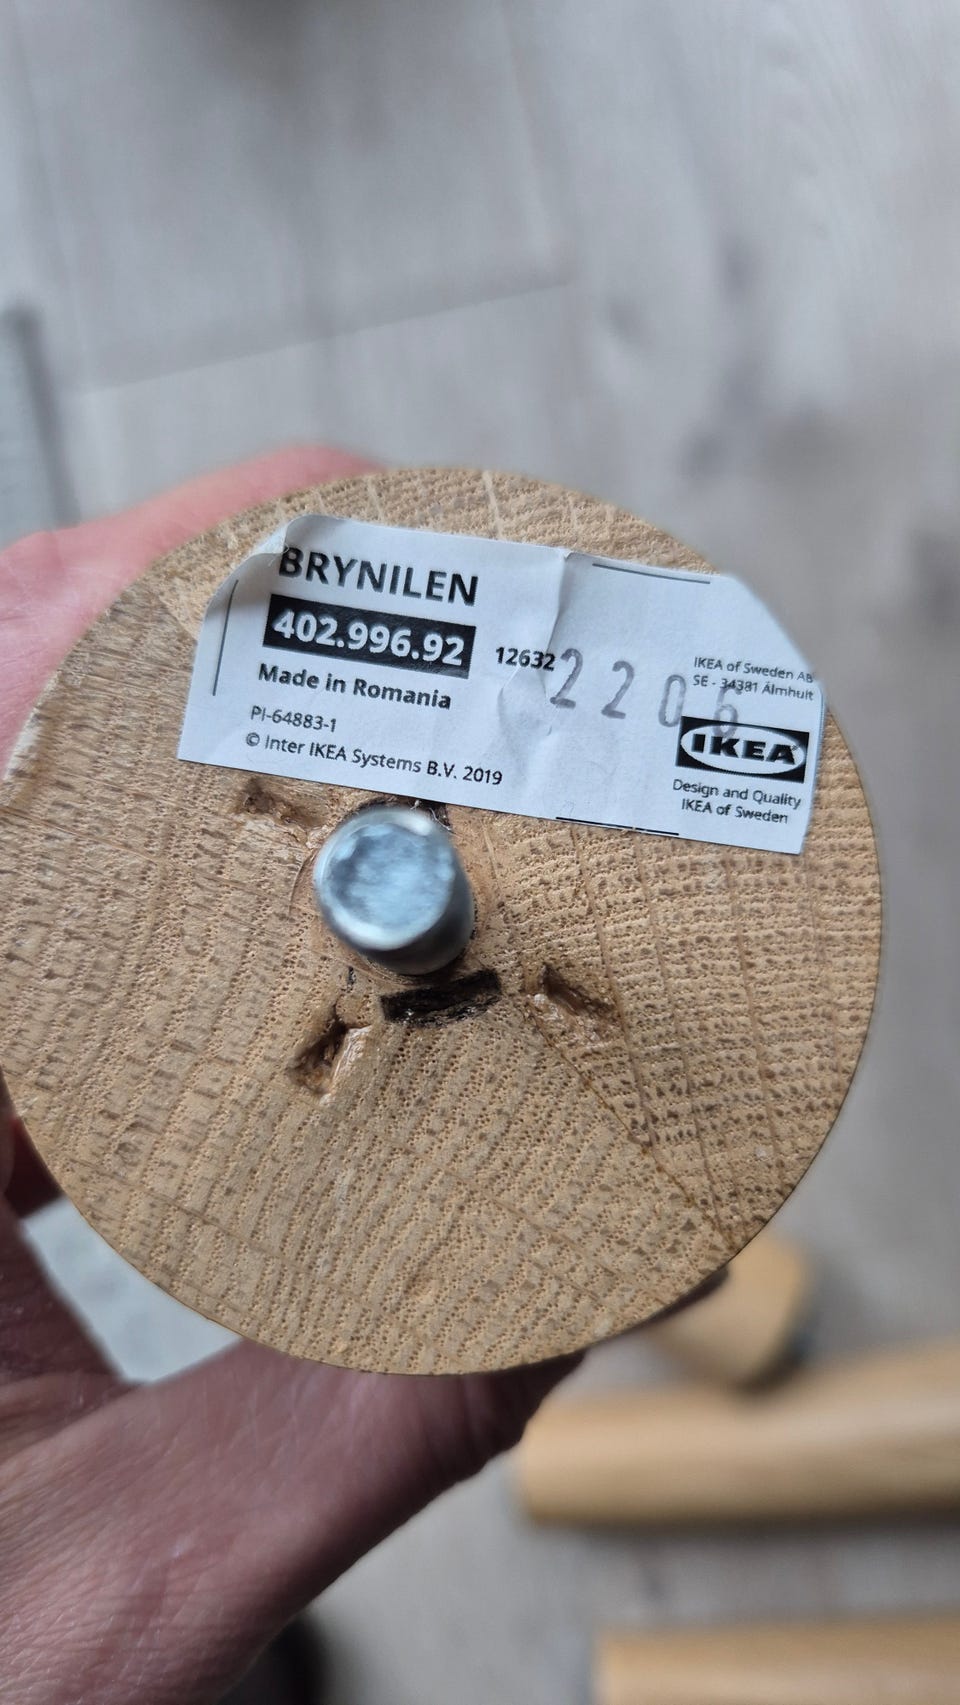 BRYNILEN
402.996.92
12632
2206
Made in Romania
PI-64883-1
© Inter IKEA Systems B.V. 2019
IKEA of Sweden AB
SE - 34381 Älmhult
IKEA
Design and Quality
IKEA of Sweden